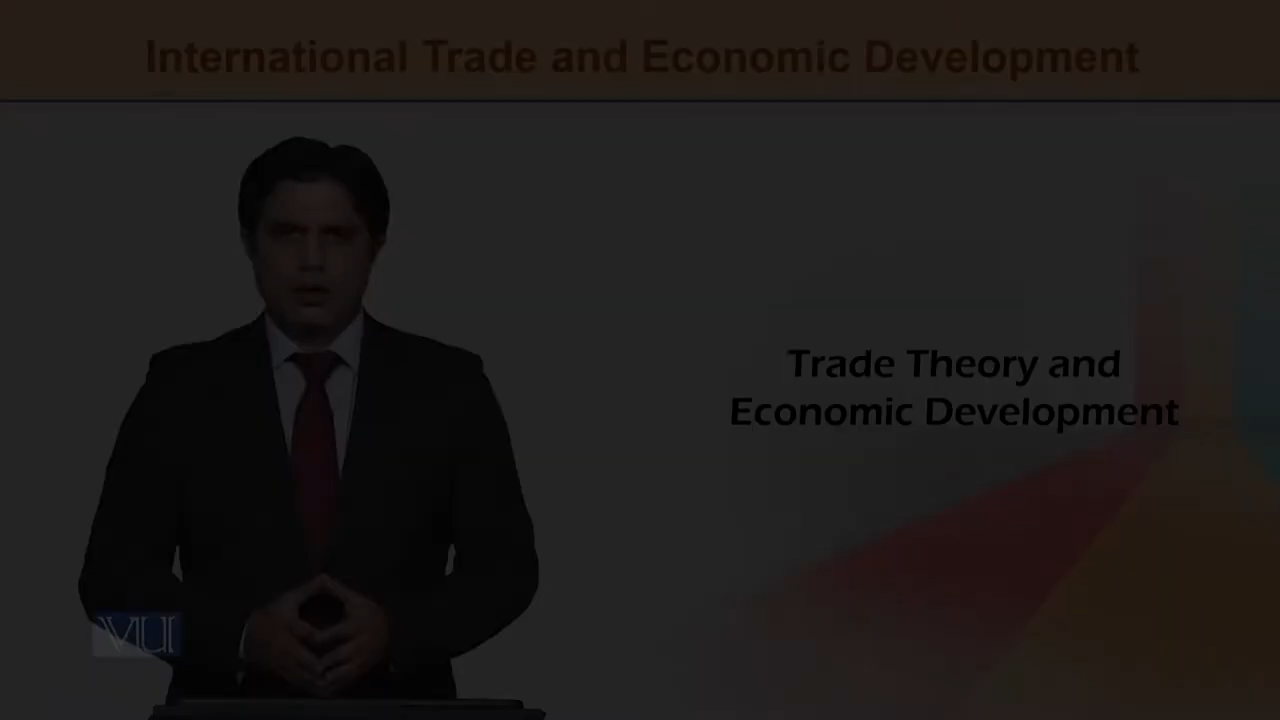 International Trade and Economic Development
Trade Theory and
Economic Development
VU